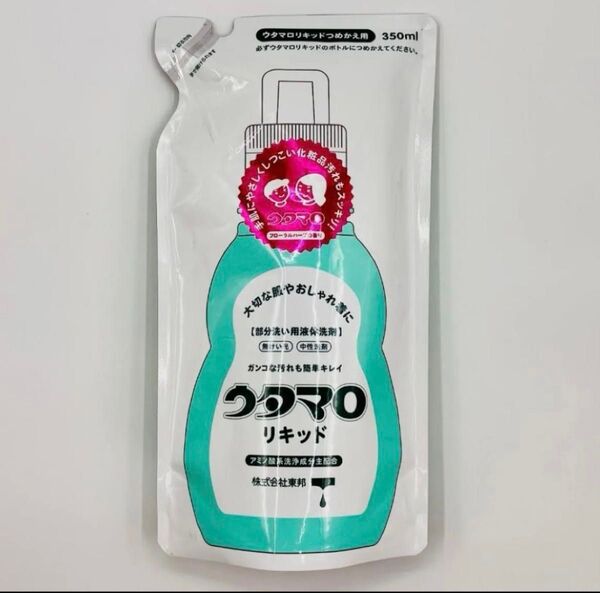 ウタマロリキッドつめかえ用 350ml
必ずウタマロリキッドのボトルにつめかえてください。
手肌にやさしくしつこい化粧品汚れもスッキリ!
ウタマロ
フローラルハーブの香り
大切な肌やおしゃれ着に
【部分洗い用液体洗剤】
無けい光 中性洗剤
ガンコな汚れも簡単キレイ
ウタマロ
リキッド
アミノ酸系洗浄成分主配合
株式会社東邦